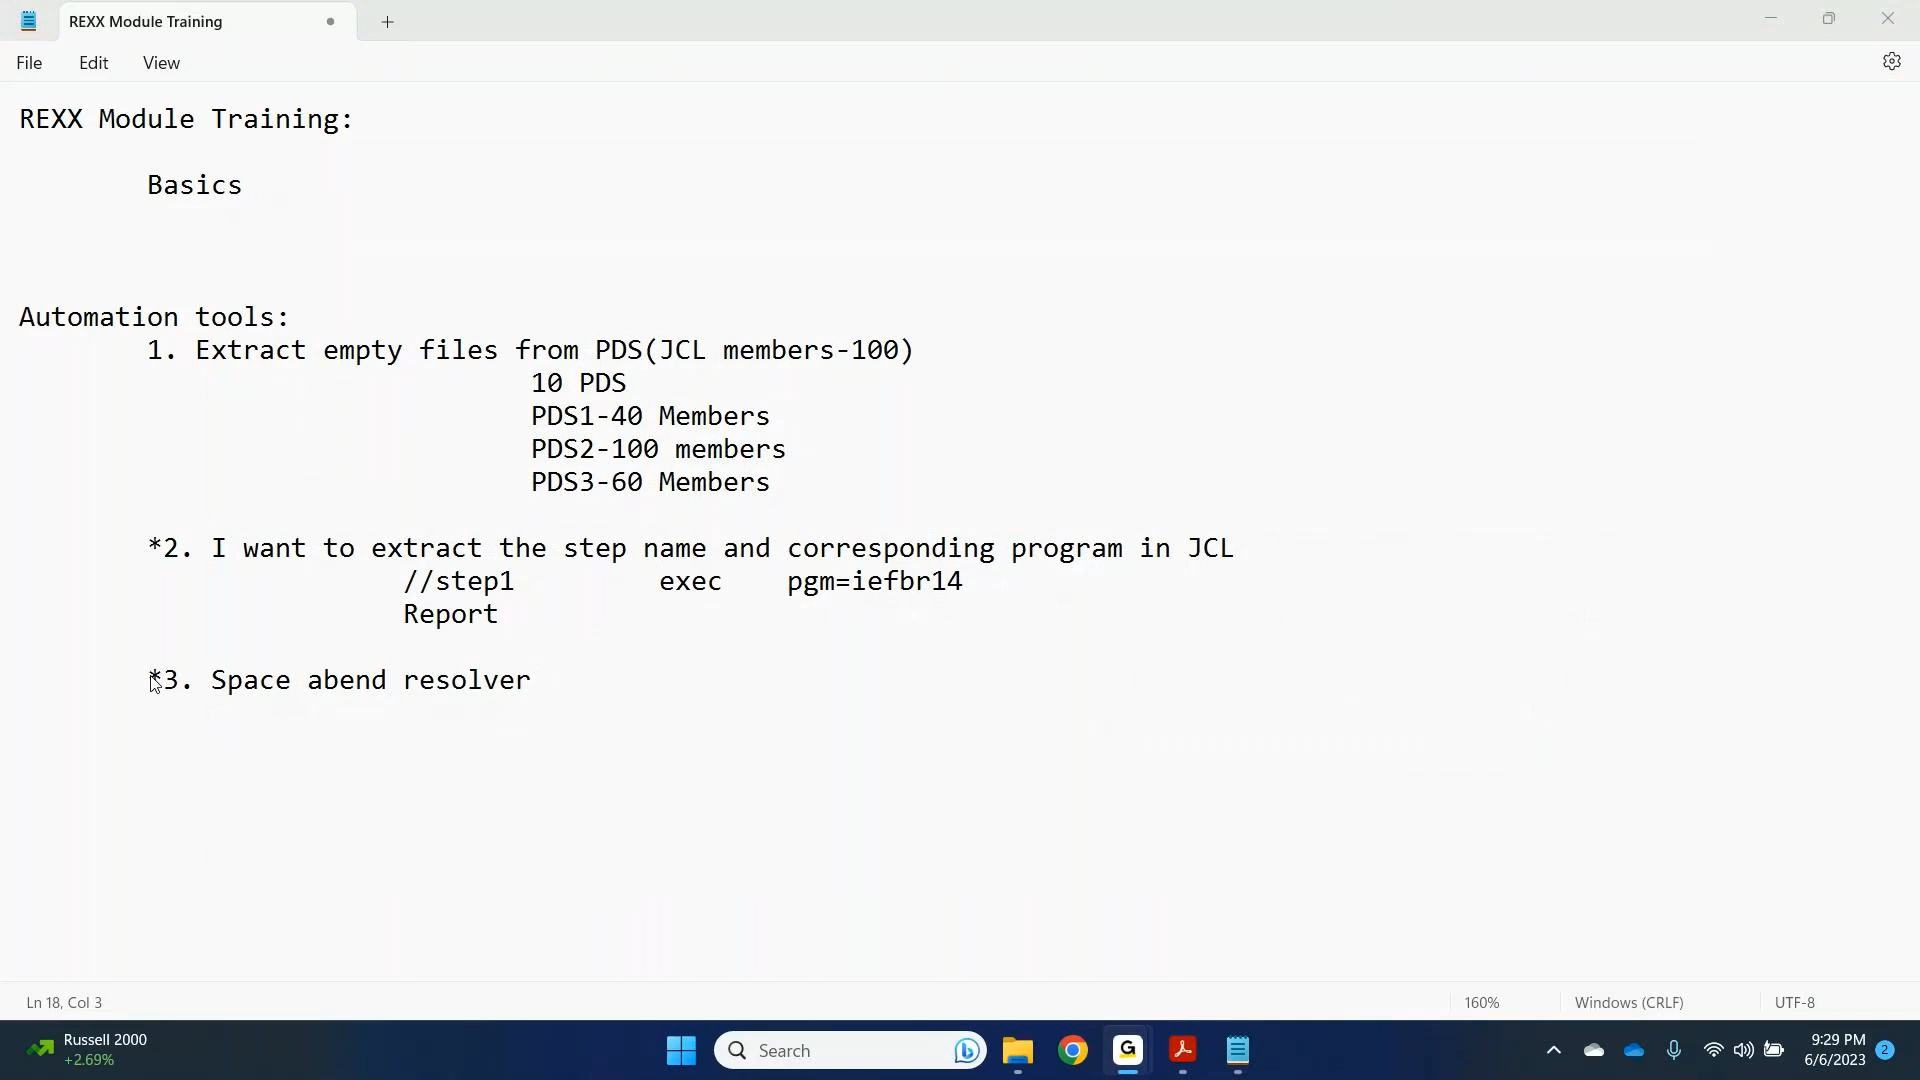 REXX Module Training
File Edit View
REXX Module Training:
Basics
Automation tools:
1. Extract empty files from PDS(JCL members-100)
10 PDS
PDS1-40 Members
PDS2-100 members
PDS3-60 Members
*2. I want to extract the step name and corresponding program in JCL
//step1 exec pgm=iefbr14
Report
*3. Space abend resolver
Ln 18, Col 3 160% Windows (CRLF) UTF-8
Russell 2000
+2.69%
Search
G
9:29 PM
6/6/2023
2